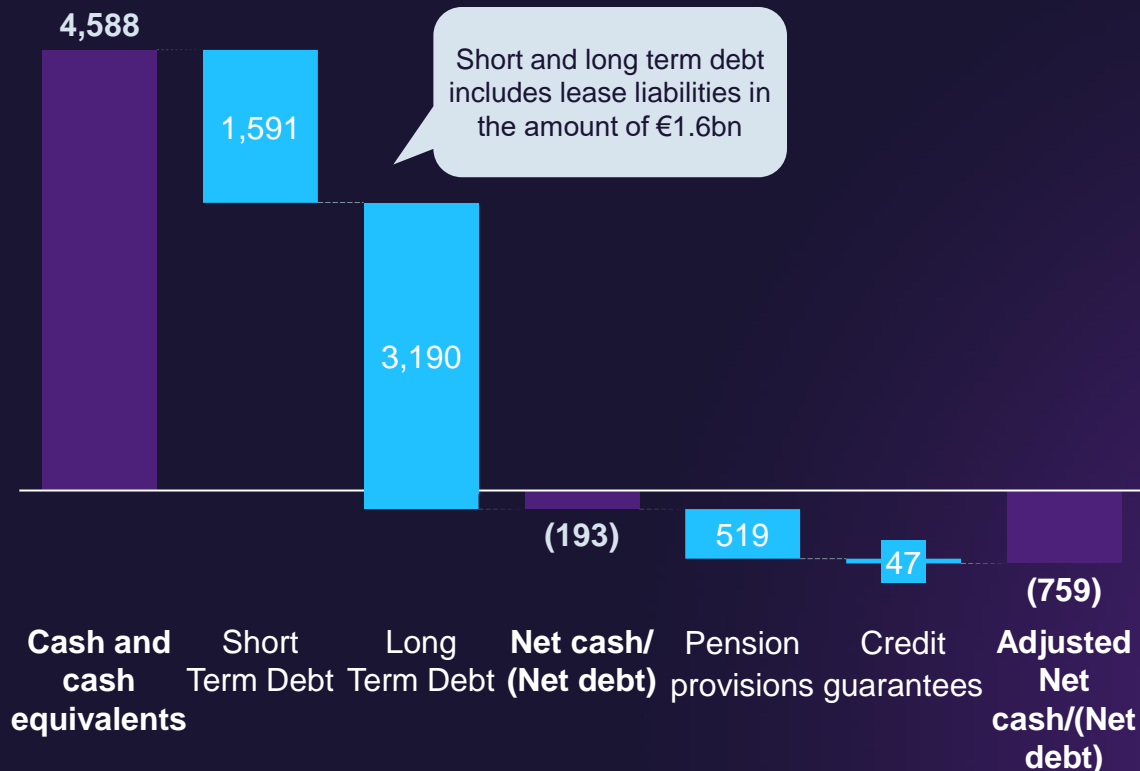 4,588
Short and long term debt
includes lease liabilities in
the amount of €1.6bn
1,591
3,190
(193)
519
47
(759)
Cash and
cash
equivalents
Short
Term Debt
Long
Term Debt
Net cash/
(Net debt)
Pension
provisions
Credit
guarantees
Adjusted
Net
cash/(Net
debt)